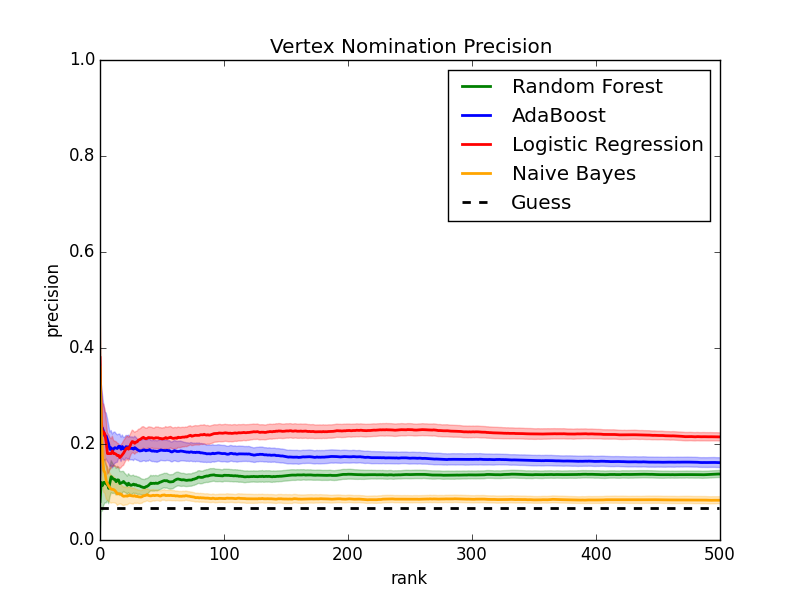 Vertex Nomination Precision
1.0
0.8
0.6
0.4
0.2
0.0
precision
Random Forest
AdaBoost
Logistic Regression
Naive Bayes
Guess
0 100 200 300 400 500
rank